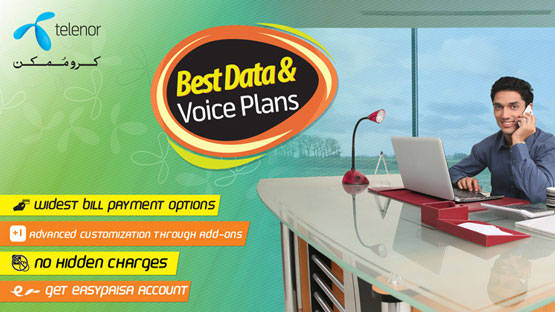 telenor
کرو مُمکن
Best Data &
Voice Plans
WIDEST BILL PAYMENT OPTIONS
+1 ADVANCED CUSTOMIZATION THROUGH ADD-ONS
NO HIDDEN CHARGES
GET EASYPAISA ACCOUNT